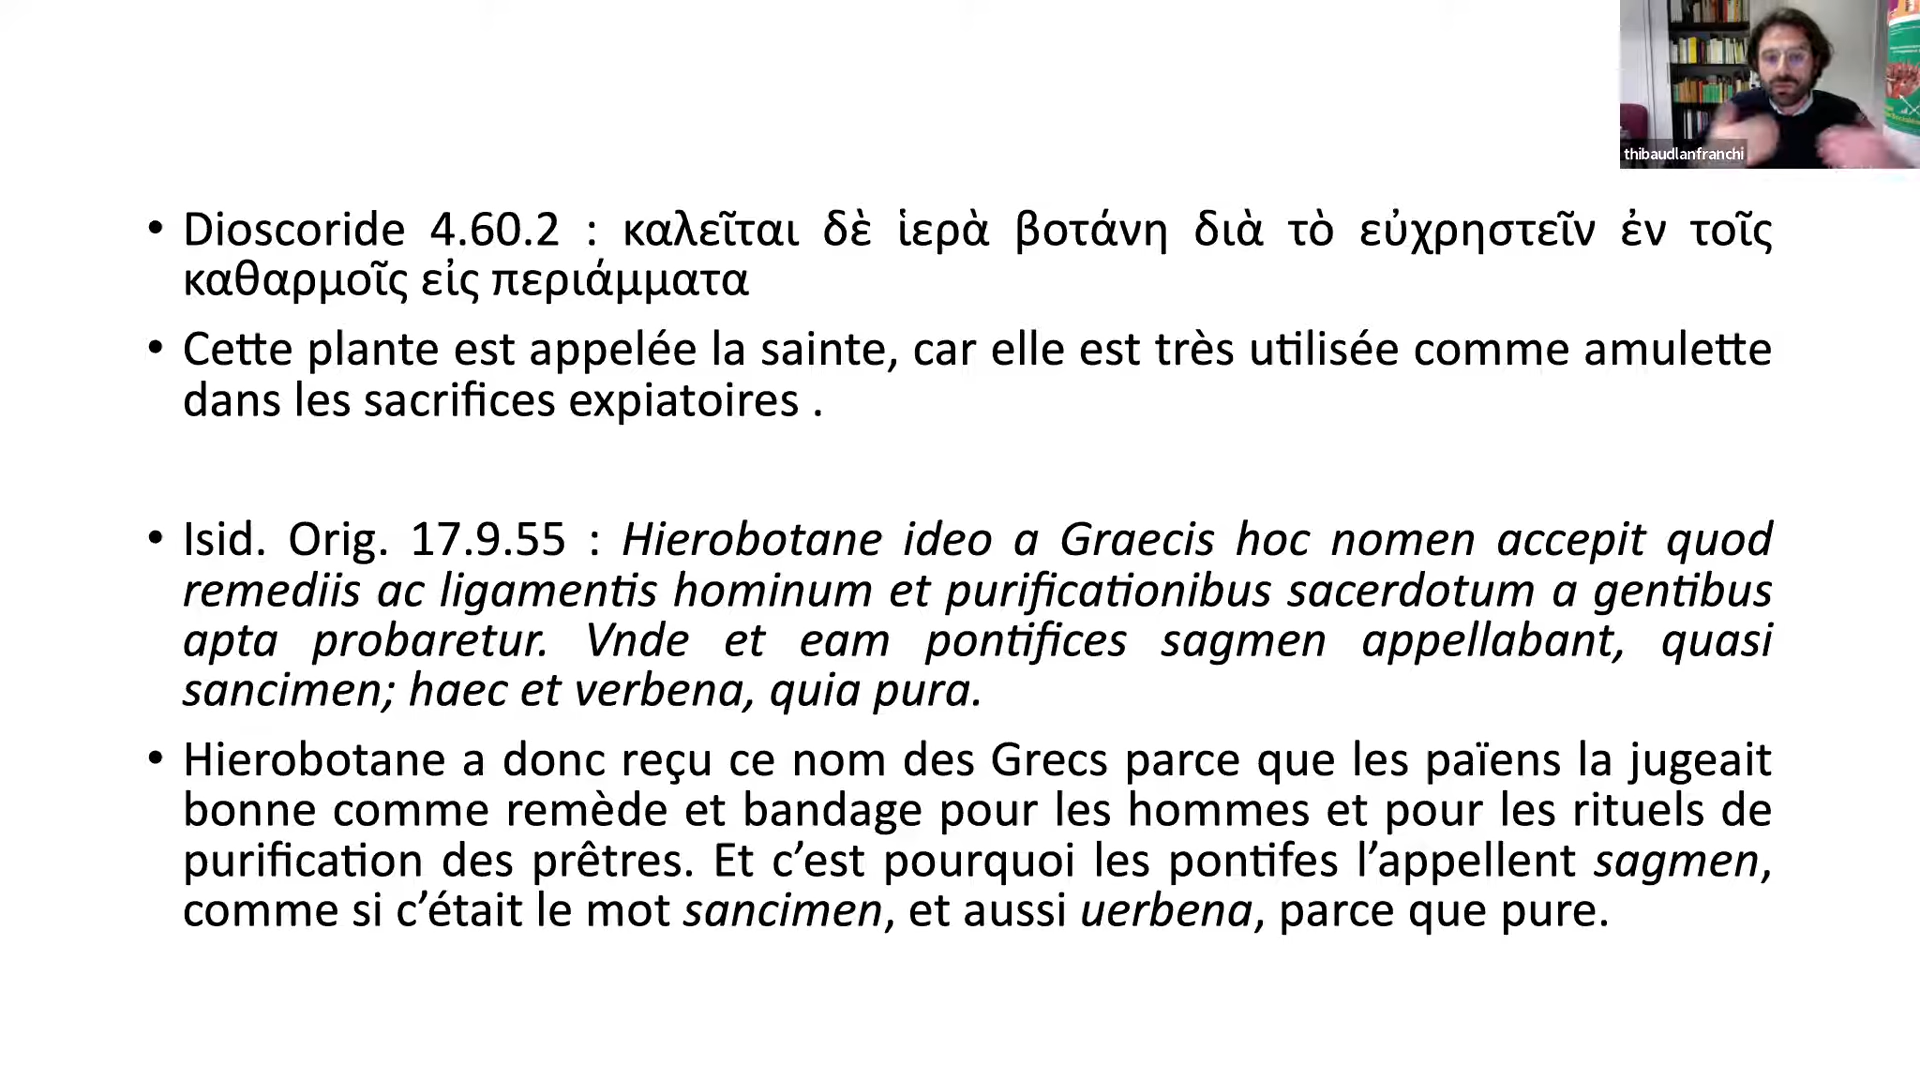 thibaudlanfranchi
• Dioscoride 4.60.2 : καλεῖται δὲ ἱερὰ βοτάνη διὰ τὸ εὐχρηστεῖν ἐν τοῖς
καθαρμοῖς εἰς περιάμματα
• Cette plante est appelée la sainte, car elle est très utilisée comme amulette
dans les sacrifices expiatoires .
• Isid. Orig. 17.9.55 : Hierobotane ideo a Graecis hoc nomen accepit quod
remediis ac ligamentis hominum et purificationibus sacerdotum a gentibus
apta probaretur. Vnde et eam pontifices sagmen appellabant, quasi
sancimen; haec et verbena, quia pura.
• Hierobotane a donc reçu ce nom des Grecs parce que les païens la jugeait
bonne comme remède et bandage pour les hommes et pour les rituels de
purification des prêtres. Et c’est pourquoi les pontifes l’appellent sagmen,
comme si c’était le mot sancimen, et aussi uerbena, parce que pure.